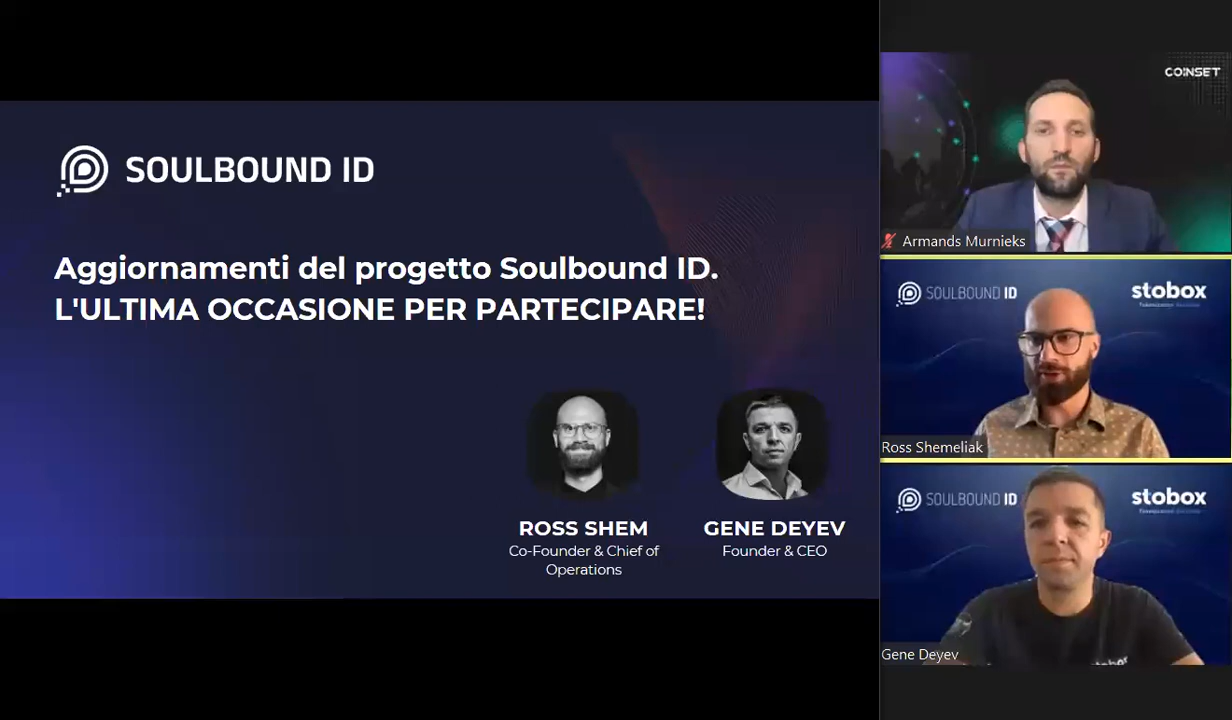 SOULBOUND ID
Aggiornamenti del progetto Soulbound ID.
L'ULTIMA OCCASIONE PER PARTECIPARE!
ROSS SHEM
Co-Founder & Chief of
Operations
GENE DEYEV
Founder & CEO
COINSET
Armands Murnieks
SOULBOUND ID
stobox
Ross Shemeliak
SOULBOUND ID
stobox
Gene Deyev